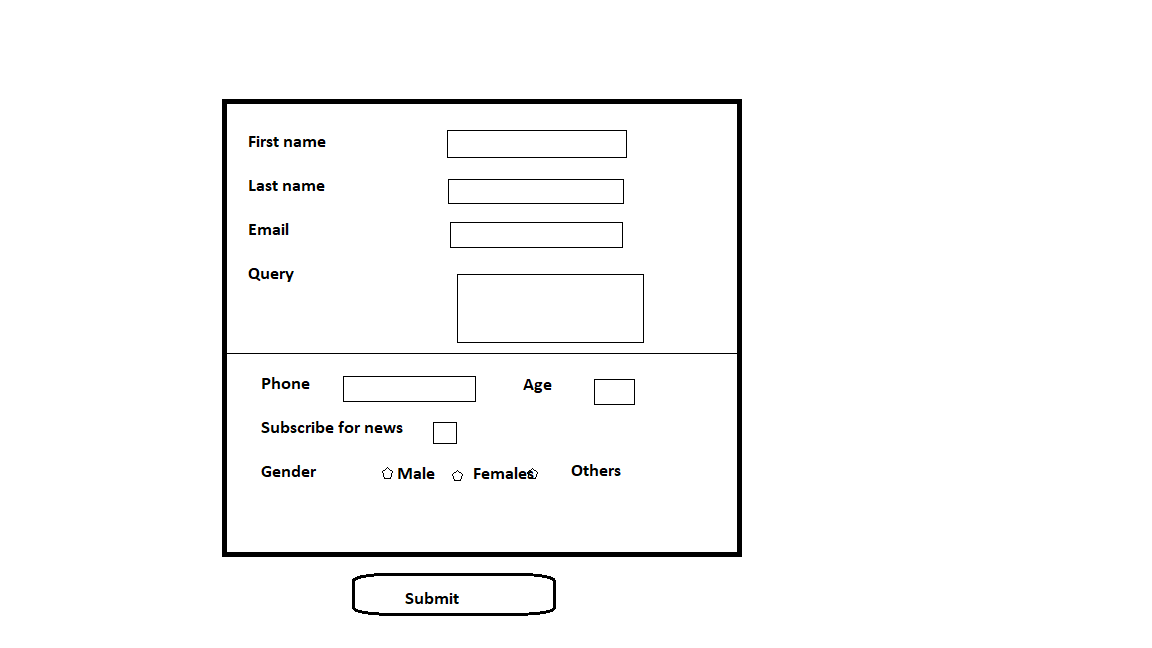 First name
Last name
Email
Query
Phone Age
Subscribe for news
Gender Male Females Others
Submit